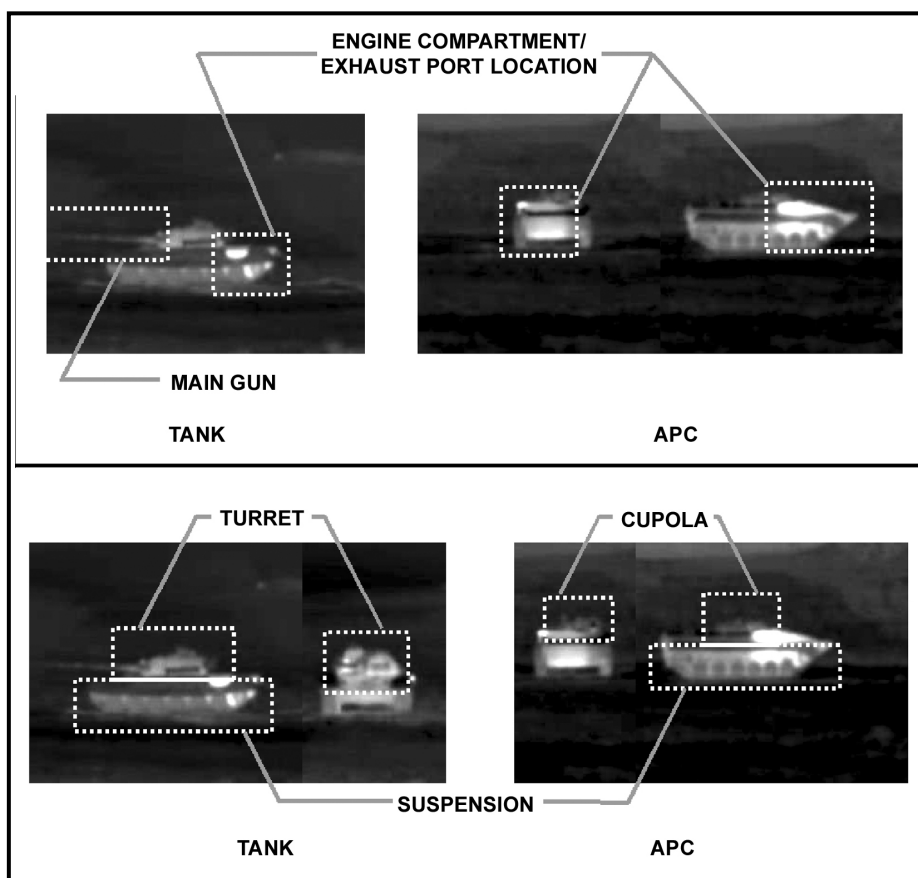 ENGINE COMPARTMENT/
EXHAUST PORT LOCATION
MAIN GUN
TANK
APC
TURRET
CUPOLA
SUSPENSION
TANK
APC